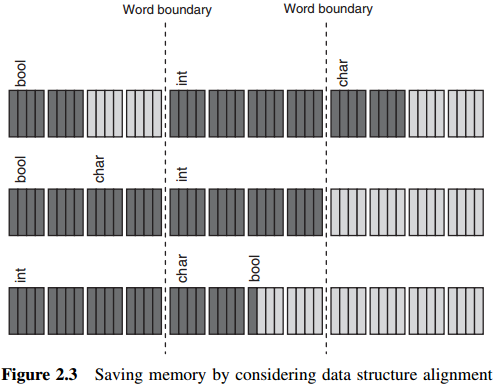 Word boundary Word boundary
bool int char
bool char int
int char bool
Figure 2.3 Saving memory by considering data structure alignment